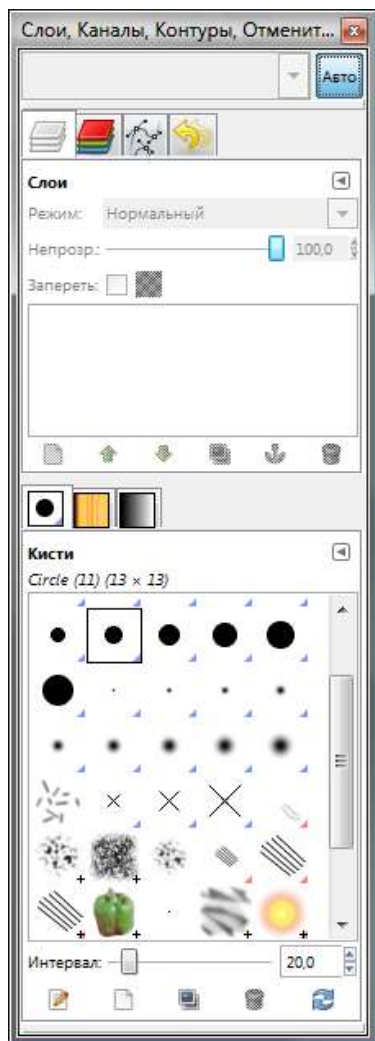 Слои, Каналы, Контуры, Отменит...
Авто
Слои
Режим: Нормальный
Непрозр.: 100,0
Запереть:
Кисти
Circle (11) (13 × 13)
Интервал: 20,0